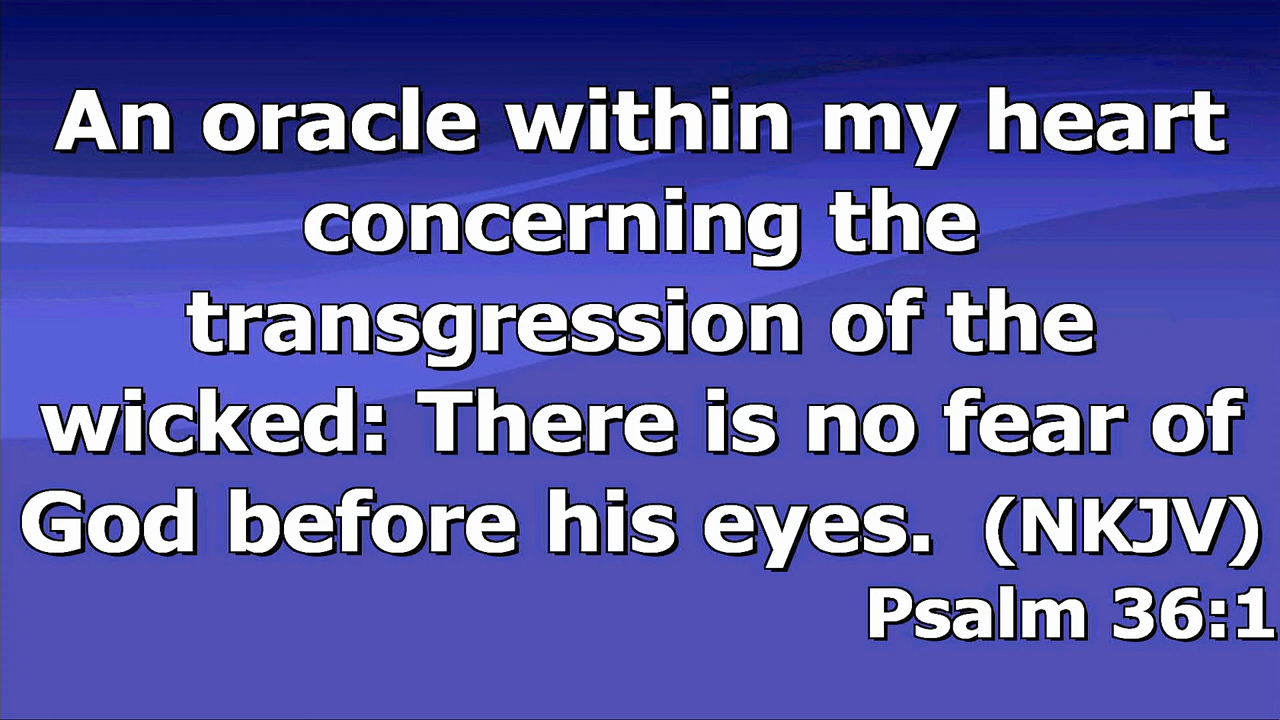 An oracle within my heart
concerning the
transgression of the
wicked: There is no fear of
God before his eyes.  (NKJV)
Psalm 36:1